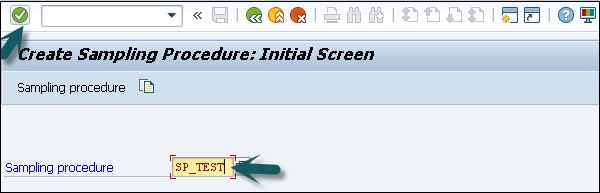 Create Sampling Procedure: Initial Screen
Sampling procedure
Sampling procedure SP_TEST